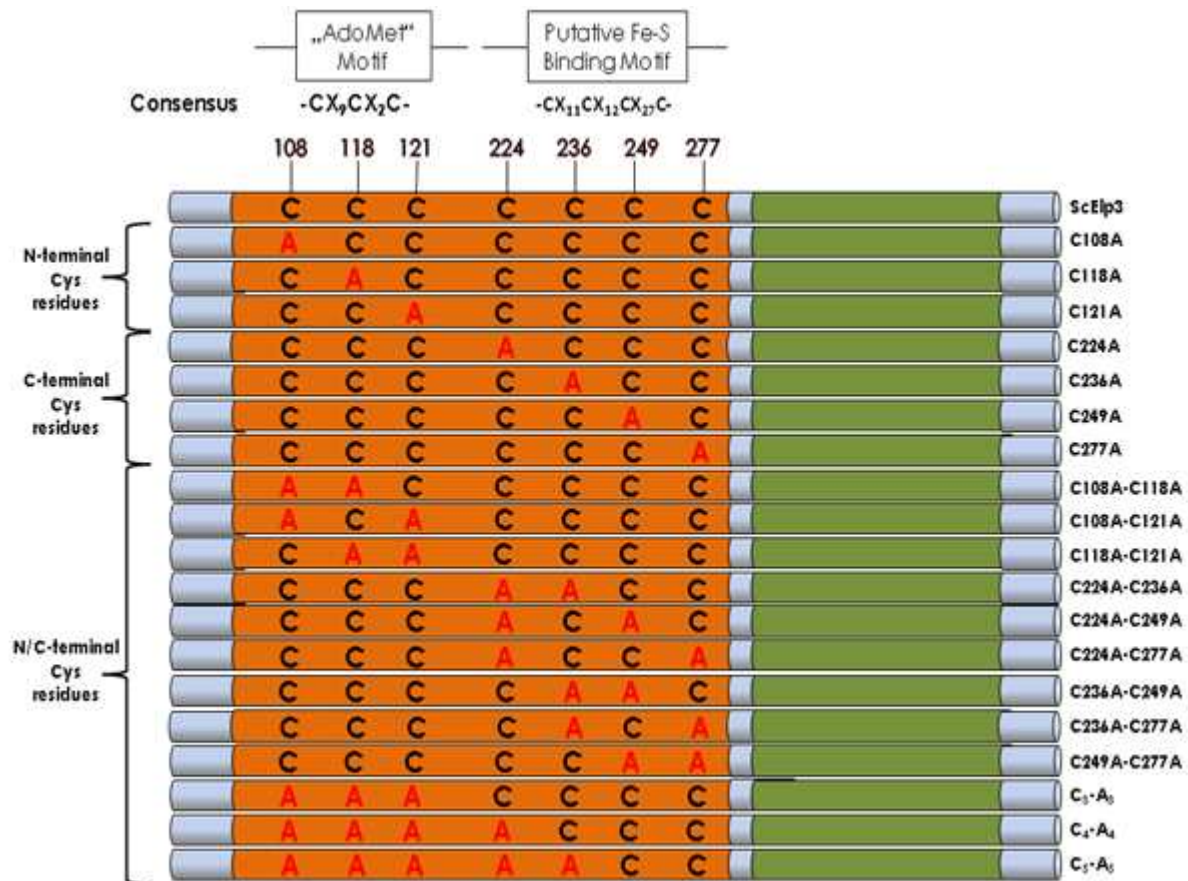 „AdoMet" Motif
Putative Fe-S Binding Motif
Consensus -CX₉CX₂C- -CX₁₁CX₁₂CX₂₇C-
108 118 121 224 236 249 277
C C C C C C C ScElp3
N-terminal Cys residues
A C C C C C C C108A
C A C C C C C C118A
C C A C C C C C121A
C-terminal Cys residues
C C C A C C C C224A
C C C C A C C C236A
C C C C C A C C249A
C C C C C C A C277A
N/C-terminal Cys residues
A A C C C C C C108A-C118A
A C A C C C C C108A-C121A
C A A C C C C C118A-C121A
C C C A A C C C224A-C236A
C C C A C A C C224A-C249A
C C C A C C A C224A-C277A
C C C C A A C C236A-C249A
C C C C A C A C236A-C277A
C C C C C A A C249A-C277A
A A A C C C C C₃-A₃
A A A A C C C C₄-A₄
A A A A A C C C₅-A₅